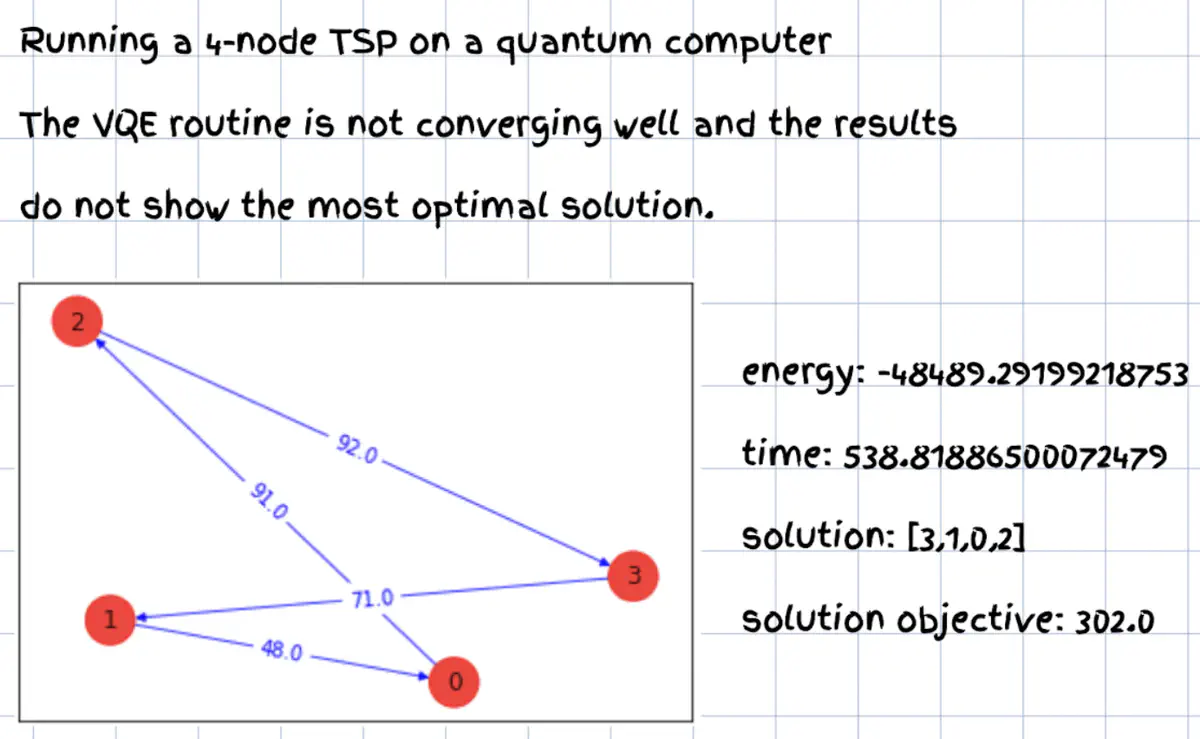 Running a 4-node TSP on a quantum computer
The VQE routine is not converging well and the results
do not show the most optimal solution.
2
92.0
91.0
3
71.0
1
48.0
0
energy: -48489.29199218753
time: 538.81886500072479
solution: [3,1,0,2]
solution objective: 302.0